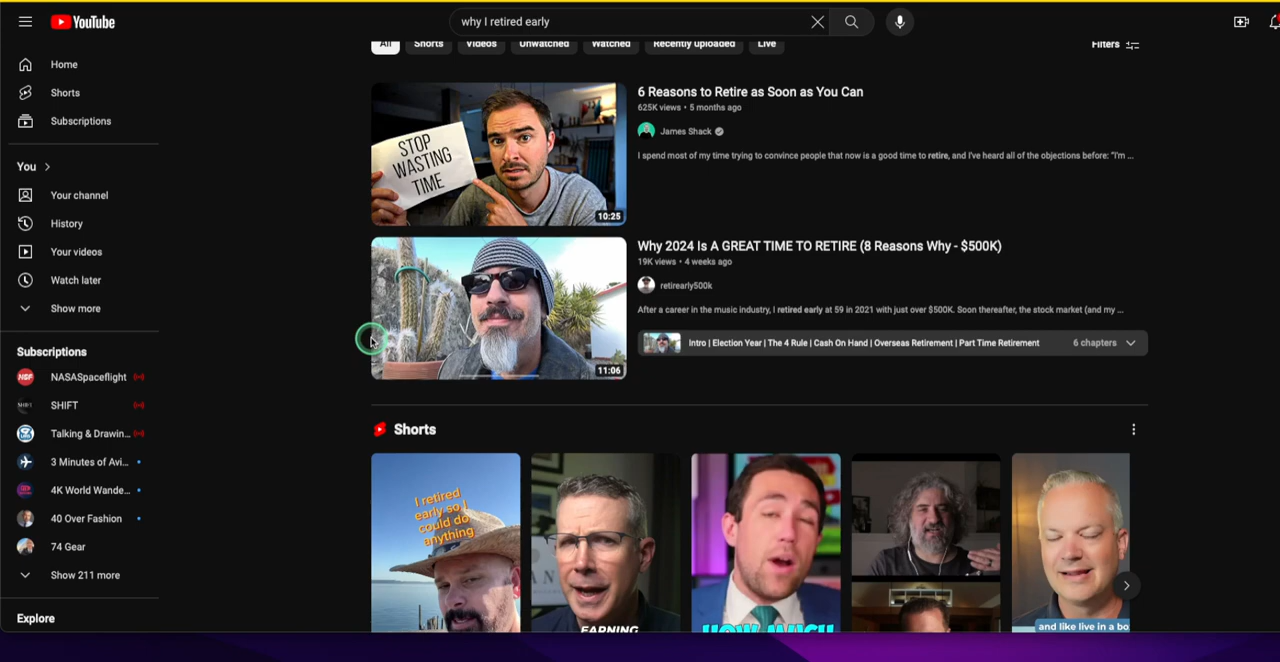 YouTube
why I retired early
All
Shorts
Videos
Unwatched
Watched
Recently uploaded
Live
Filters
Home
Shorts
Subscriptions
You
Your channel
History
Your videos
Watch later
Show more
Subscriptions
NASASpaceflight
SHIFT
Talking & Drawin...
3 Minutes of Avi...
4K World Wande...
40 Over Fashion
74 Gear
Show 211 more
Explore
STOP
WASTING
TIME
10:25
6 Reasons to Retire as Soon as You Can
625K views • 5 months ago
James Shack
I spend most of my time trying to convince people that now is a good time to retire, and I've heard all of the objections before: "I'm ...
11:06
Why 2024 Is A GREAT TIME TO RETIRE (8 Reasons Why - $500K)
19K views • 4 weeks ago
retirearly500k
After a career in the music industry, I retired early at 59 in 2021 with just over $500K. Soon thereafter, the stock market (and my ...
Intro | Election Year | The 4 Rule | Cash On Hand | Overseas Retirement | Part Time Retirement
6 chapters
Shorts
I retired
early so I
could do
anything
EARNING
HOW MUCH
and like live in a bo